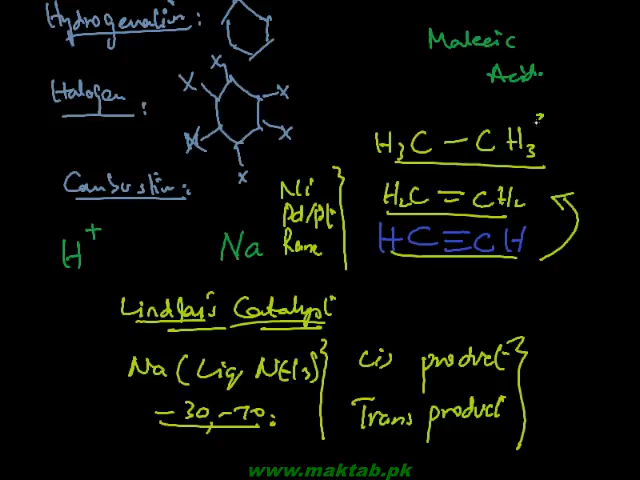 Hydrogenation:
Maleeic
Acid.
Halogen:
X X X X X X
H₃C – CH₃
Combustion:
Ni
H₂C = CH₂
Pd/Pt
HC≡CH
H⁺ Na
Lindlar's Catalyst
Na (Liq NH₃) cis product
-30, -70: Trans product
www.maktab.pk